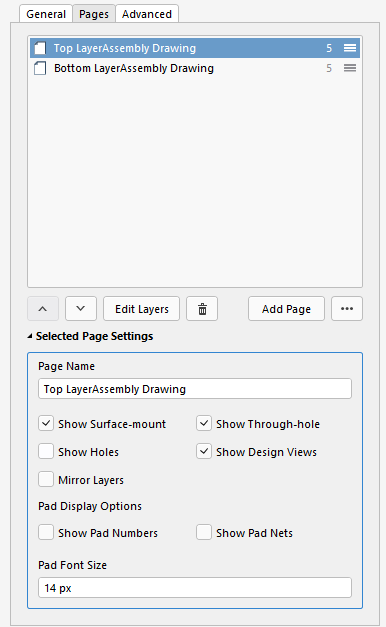 General Pages Advanced
Top LayerAssembly Drawing 5
Bottom LayerAssembly Drawing 5
Edit Layers Add Page
Selected Page Settings
Page Name
Top LayerAssembly Drawing
Show Surface-mount Show Through-hole
Show Holes Show Design Views
Mirror Layers
Pad Display Options
Show Pad Numbers Show Pad Nets
Pad Font Size
14 px